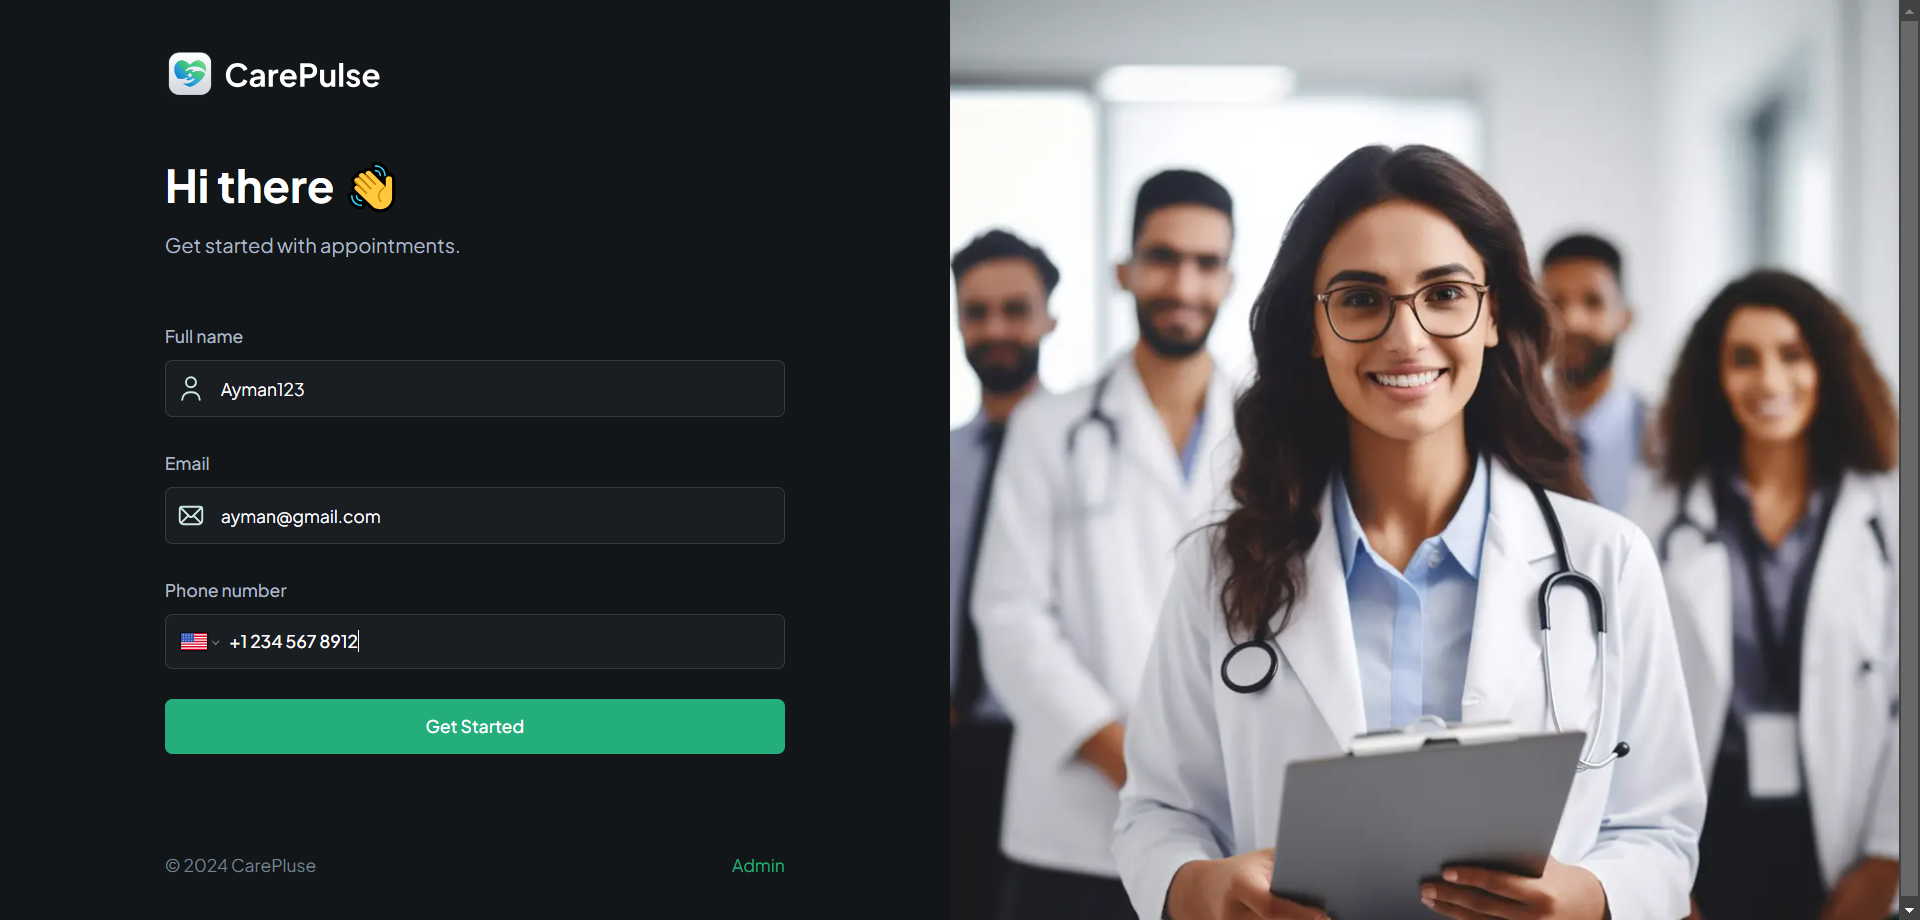 CarePulse
Hi there 👋
Get started with appointments.
Full name
Ayman123
Email
ayman@gmail.com
Phone number
+1 234 567 8912
Get Started
© 2024 CarePluse
Admin